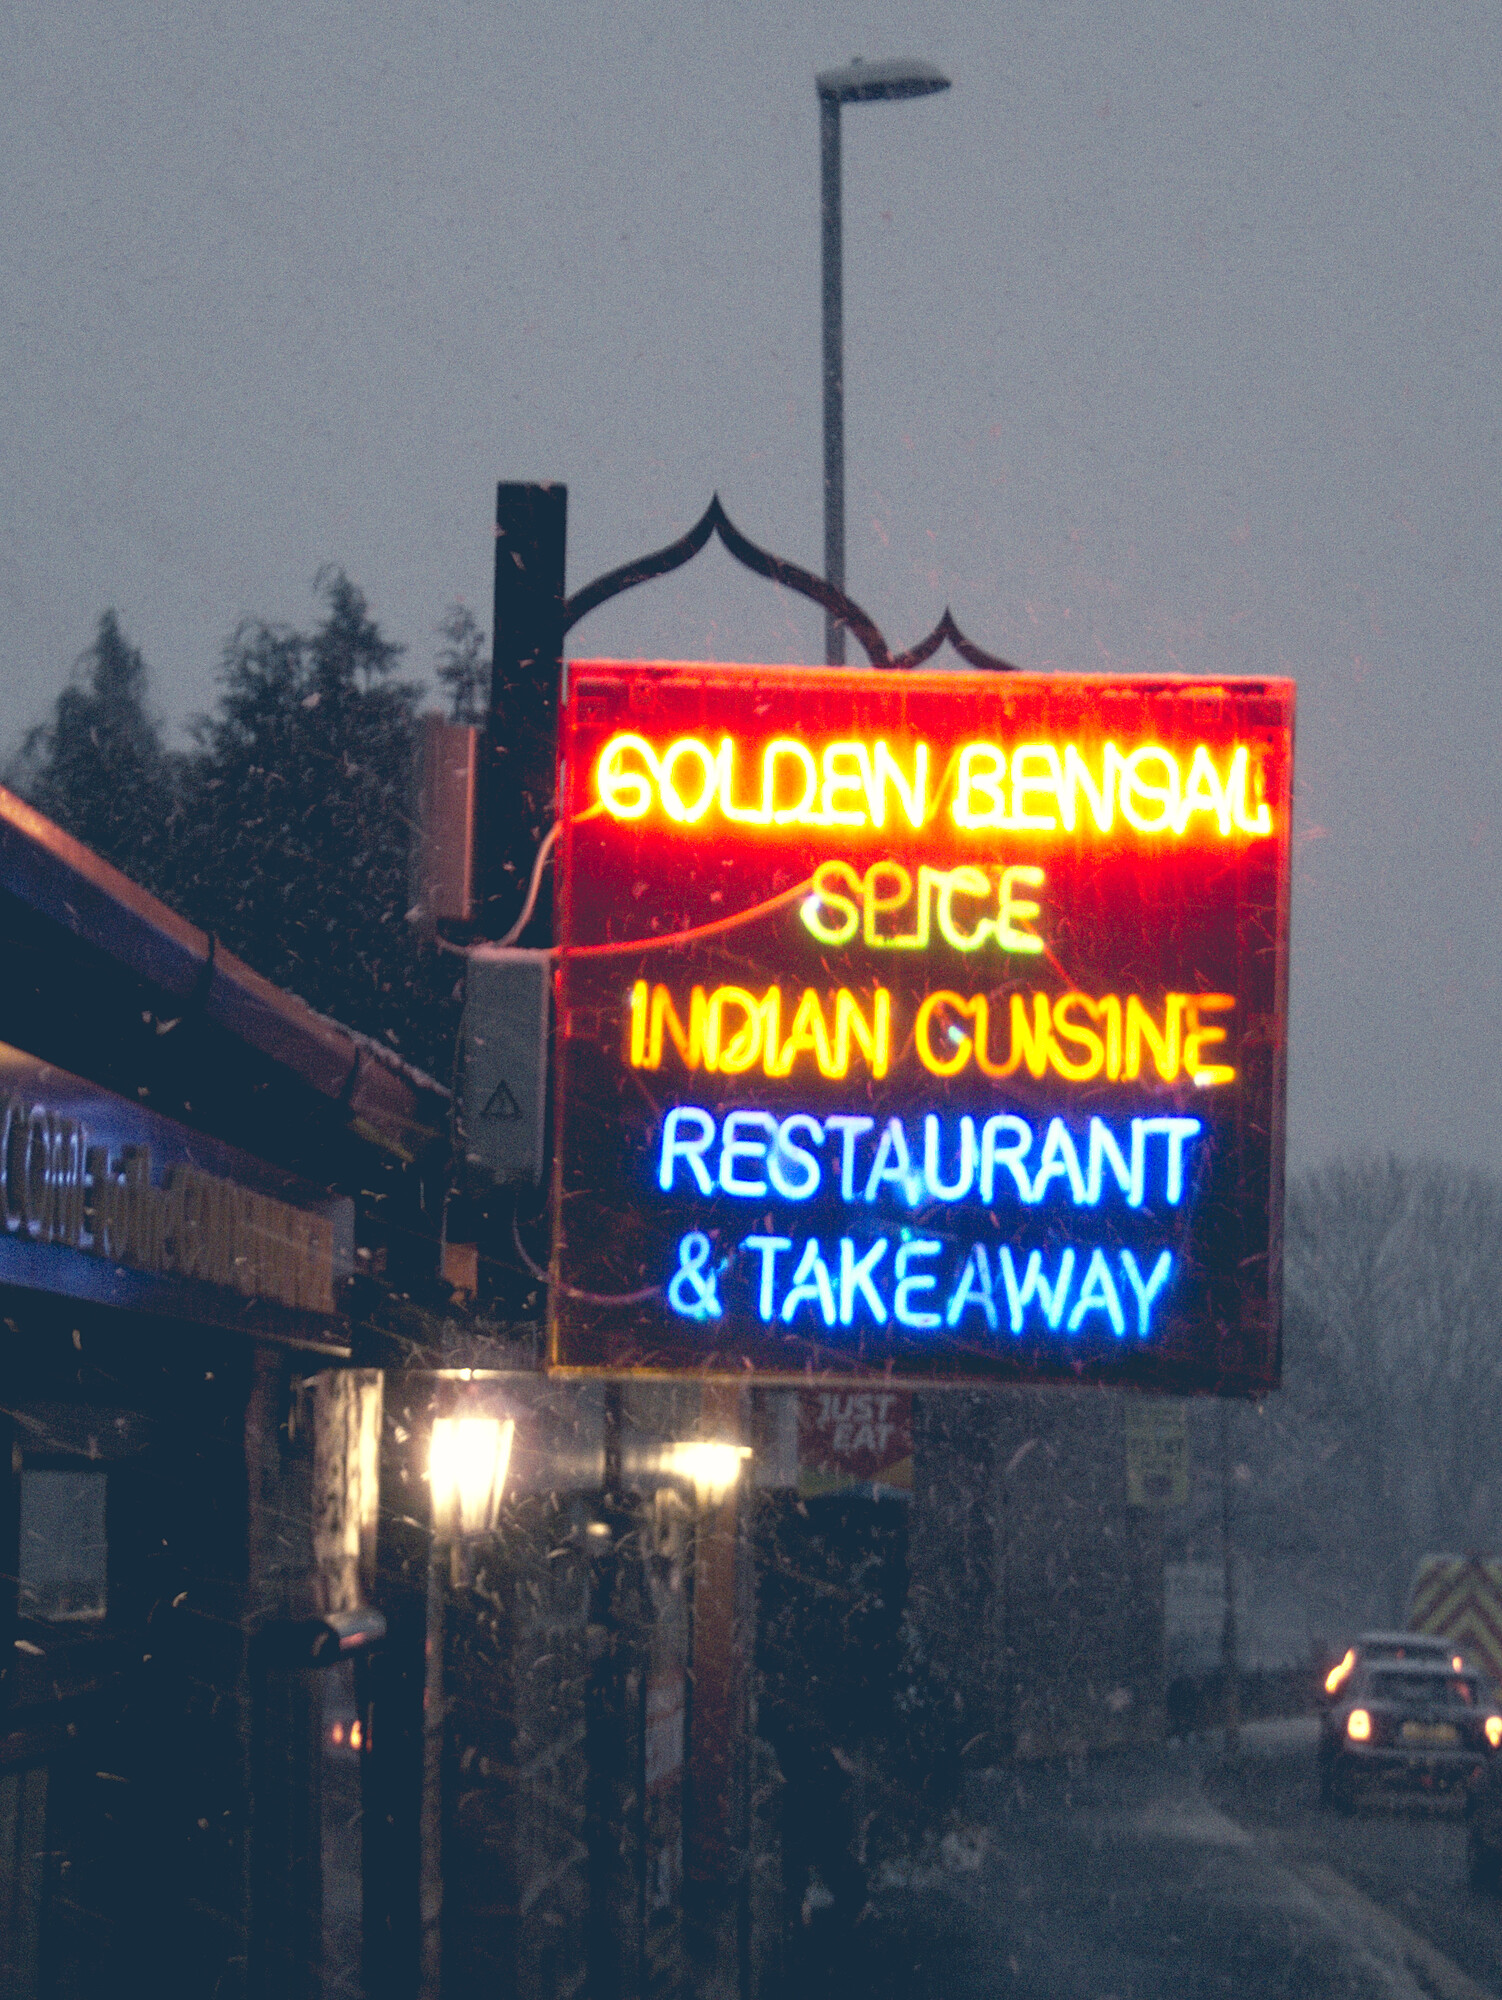 GOLDEN BENGAL
SPICE
INDIAN CUISINE
RESTAURANT
& TAKEAWAY
JUST
EAT